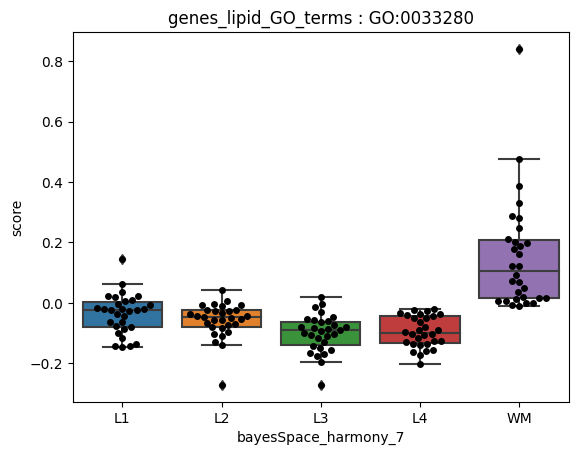 genes_lipid_GO_terms : GO:0033280
0.8
0.6
0.4
0.2
0.0
−0.2
score
L1 L2 L3 L4 WM
bayesSpace_harmony_7